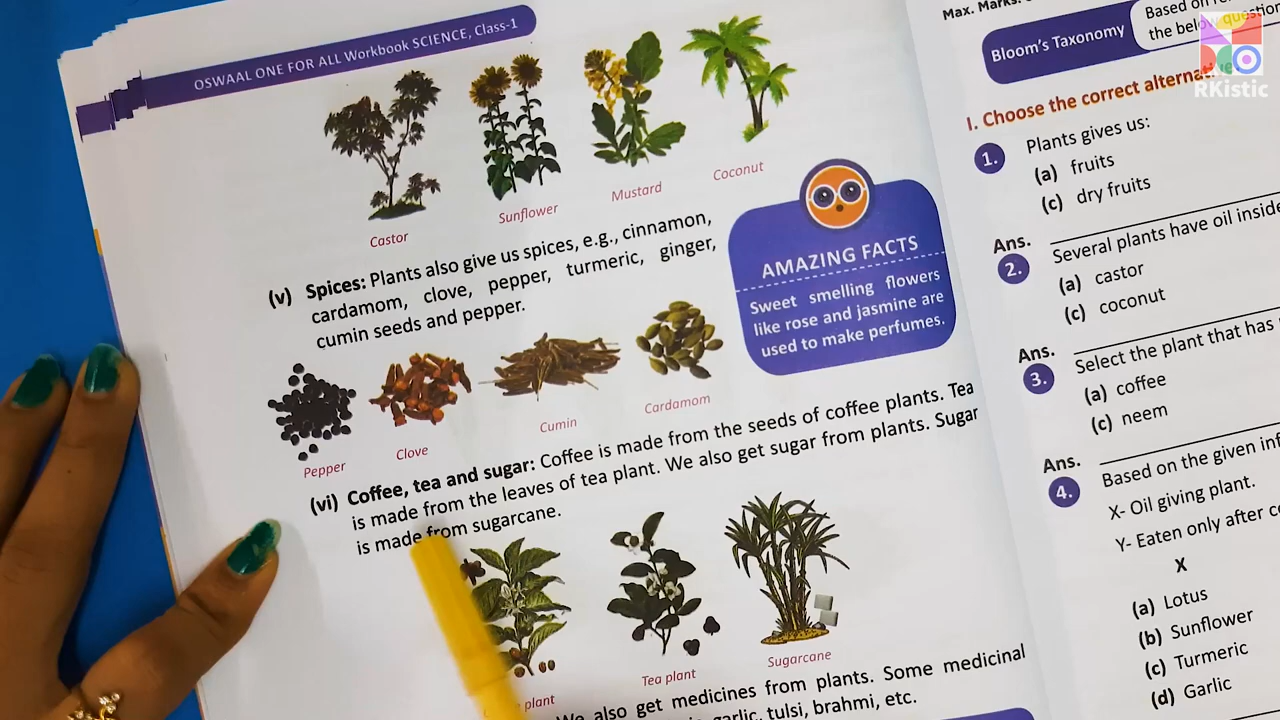 OSWAAL ONE FOR ALL Workbook SCIENCE, Class-1
Castor
Sunflower
Mustard
Coconut
(v) Spices: Plants also give us spices, e.g., cinnamon,
cardamom, clove, pepper, turmeric, ginger,
cumin seeds and pepper.
AMAZING FACTS
Sweet smelling flowers
like rose and jasmine are
used to make perfumes.
Pepper
Clove
Cumin
Cardamom
(vi) Coffee, tea and sugar: Coffee is made from the seeds of coffee plants. Tea
is made from the leaves of tea plant. We also get sugar from plants. Sugar
is made from sugarcane.
plant
Tea plant
Sugarcane
We also get medicines from plants. Some medicinal
garlic, tulsi, brahmi, etc.
Max. Marks:
Bloom's Taxonomy
Based on
the below question
RKistic
I. Choose the correct
1. Plants gives us:
(a) fruits
(c) dry fruits
Ans.
2. Several plants have oil inside
(a) castor
(c) coconut
Ans.
3. Select the plant that has
(a) coffee
(c) neem
Ans.
4. Based on the given
X- Oil giving plant.
Y- Eaten only after
X
(a) Lotus
(b) Sunflower
(c) Turmeric
(d) Garlic